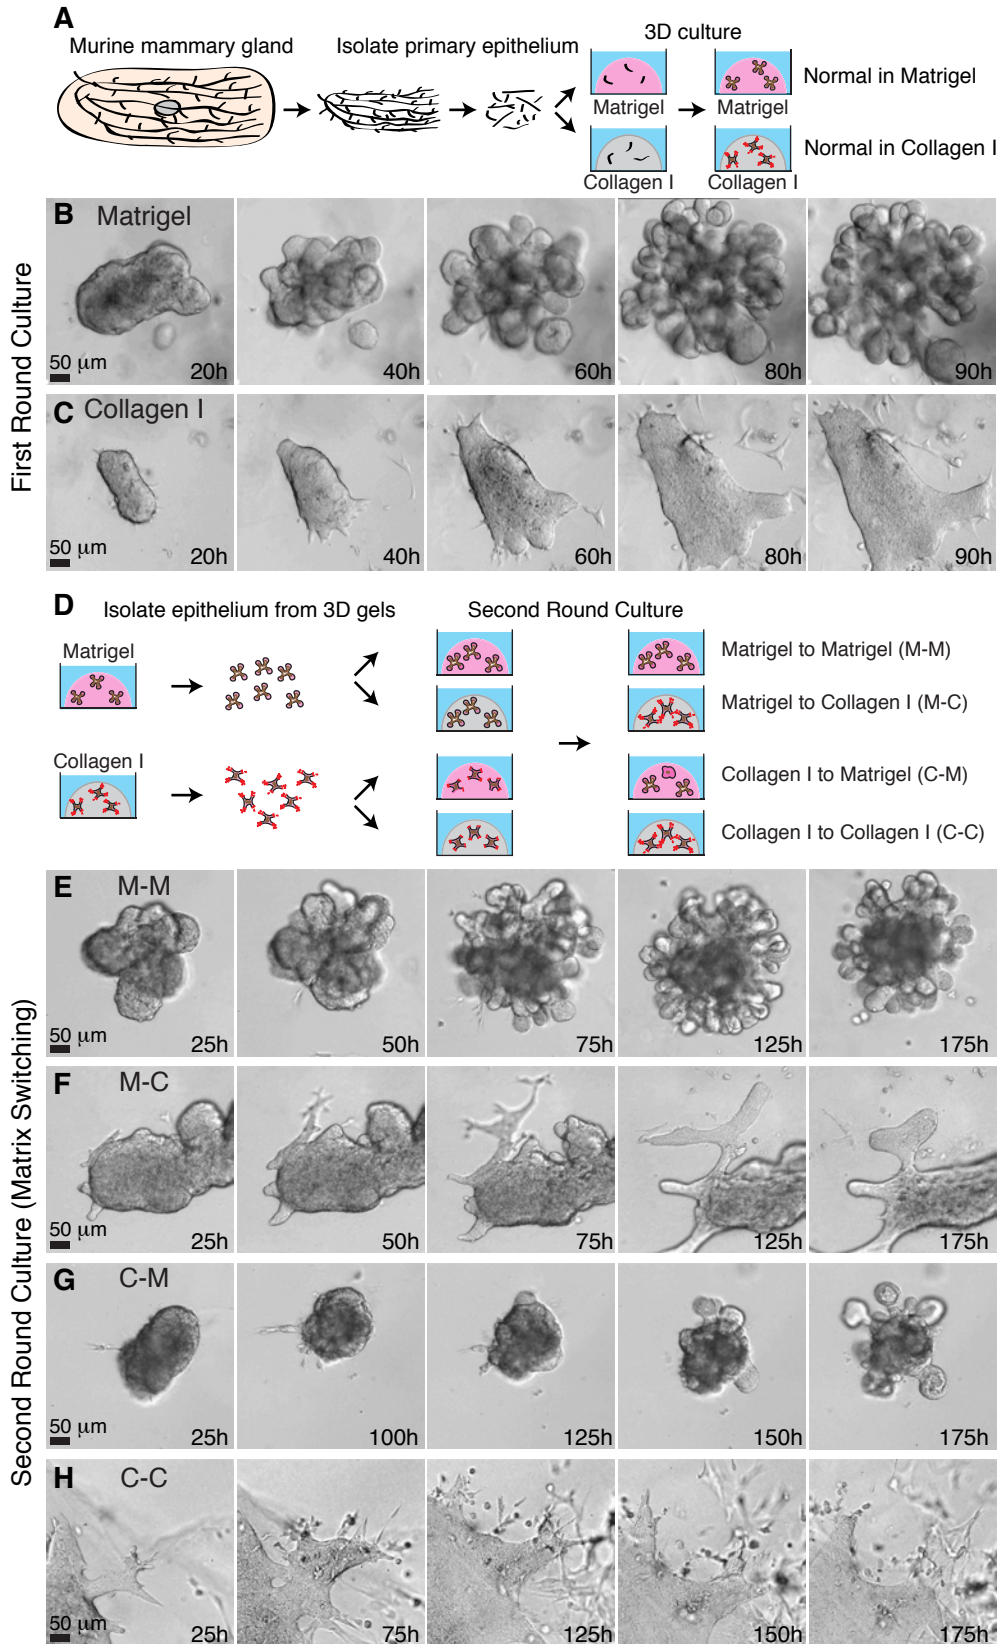 A
Murine mammary gland
Isolate primary epithelium
3D culture
Matrigel
Matrigel
Normal in Matrigel
Collagen I
Collagen I
Normal in Collagen I
First Round Culture
B Matrigel
50 µm
20h
40h
60h
80h
90h
C Collagen I
50 µm
20h
40h
60h
80h
90h
D
Isolate epithelium from 3D gels
Second Round Culture
Matrigel
Matrigel to Matrigel (M-M)
Matrigel to Collagen I (M-C)
Collagen I
Collagen I to Matrigel (C-M)
Collagen I to Collagen I (C-C)
Second Round Culture (Matrix Switching)
E M-M
50 µm
25h
50h
75h
125h
175h
F M-C
50 µm
25h
50h
75h
125h
175h
G C-M
50 µm
25h
100h
125h
150h
175h
H C-C
50 µm
25h
75h
125h
150h
175h